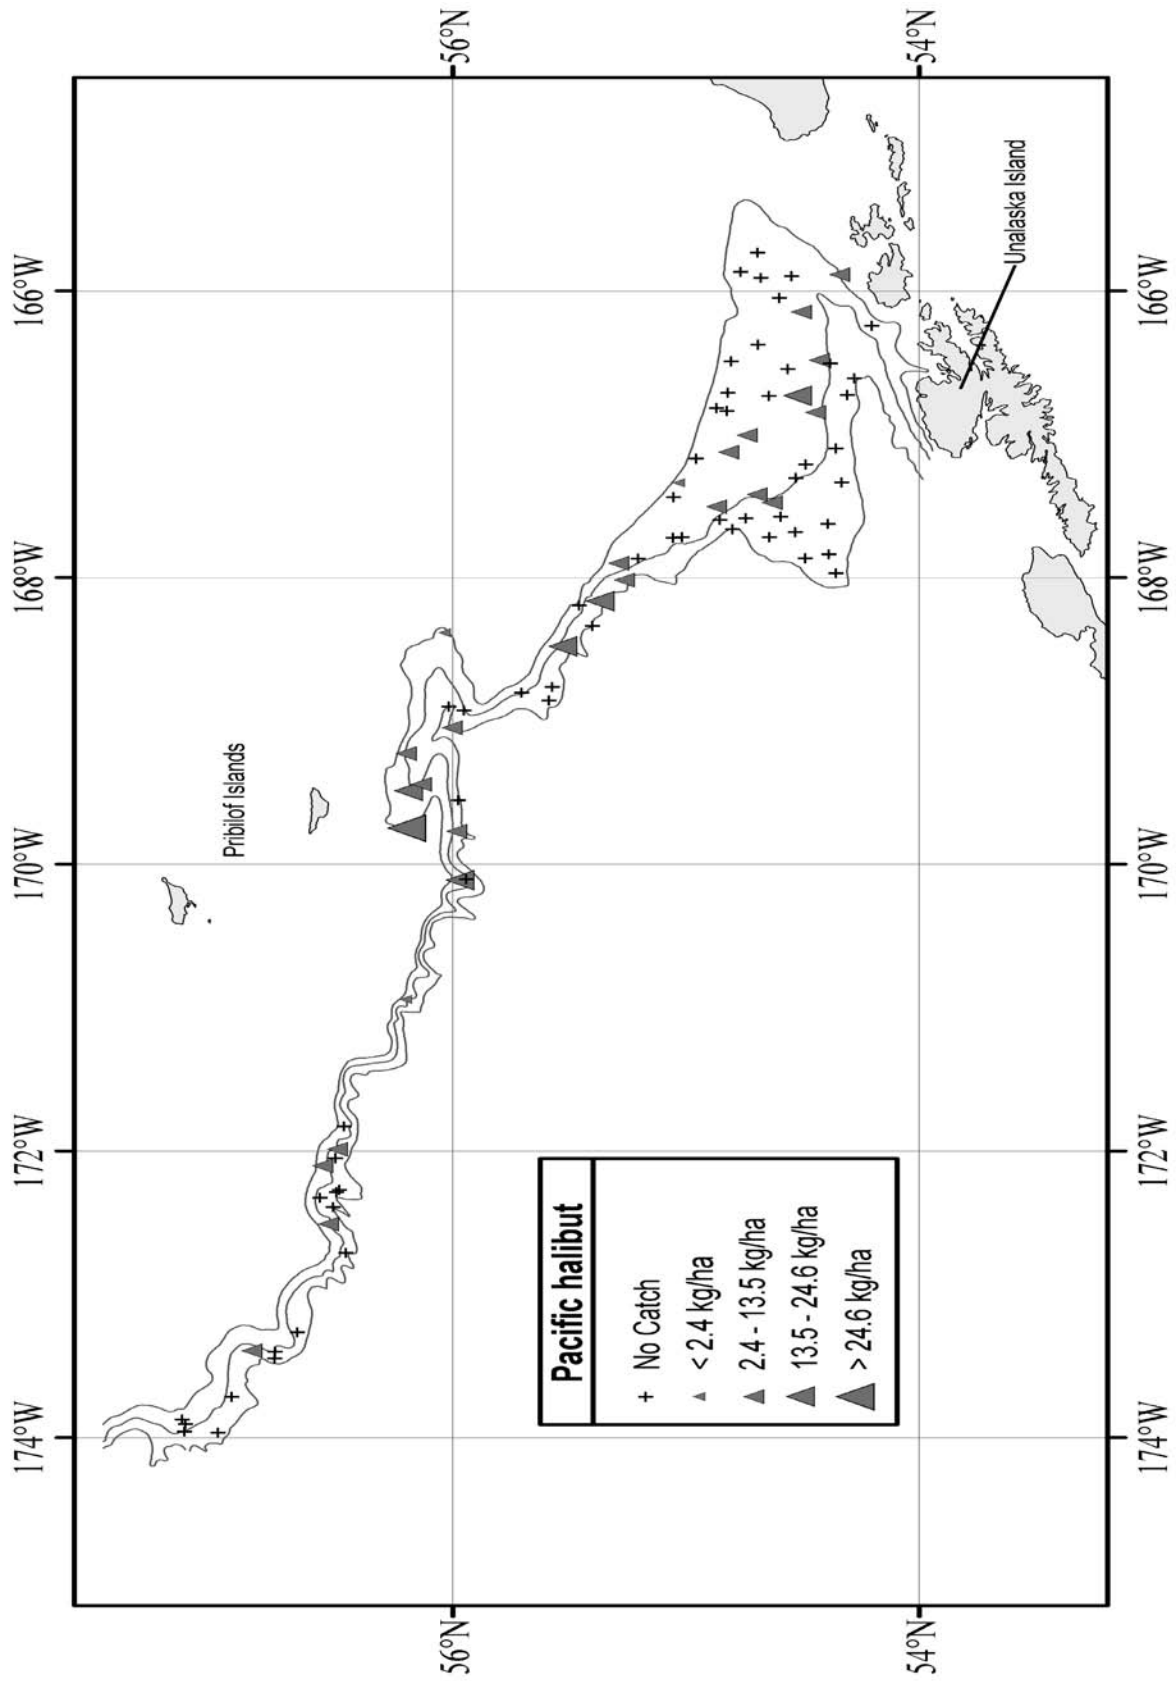 174°W
172°W
170°W
168°W
166°W
56°N
56°N
54°N
54°N
Pribilof Islands
Unalaska Island
Pacific halibut
No Catch
< 2.4 kg/ha
2.4 - 13.5 kg/ha
13.5 - 24.6 kg/ha
> 24.6 kg/ha
174°W
172°W
170°W
168°W
166°W